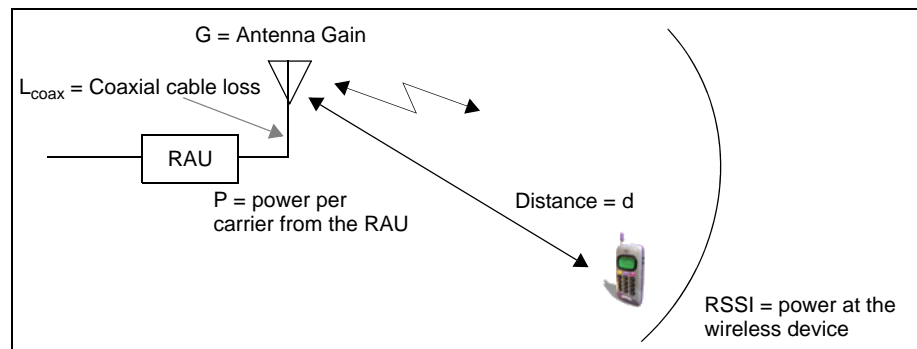 G = Antenna Gain
Lcoax = Coaxial cable loss
RAU
P = power per
carrier from the RAU
Distance = d
RSSI = power at the
wireless device